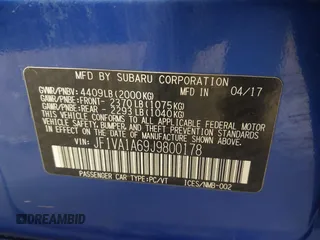 MFD BY SUBARU CORPORATION 04/17
GVWR/PNBV: 4409LB(2000KG)
GAWR/PNBE:FRONT- 2370LB(1075KG)
GAWR/PNBE:REAR - 2293LB(1040KG)
THIS VEHICLE CONFORMS TO ALL APPLICABLE
FEDERAL MOTOR VEHICLE SAFETY, BUMPER,
AND THEFT PREVENTION STANDARDS IN EFFECT
ON THE DATE OF MANUFACTURE SHOWN ABOVE.
VIN: JF1VA1A69J9800178
PASSENGER CAR TYPE:PC/VT ICES/NMB-002
DREAMBID